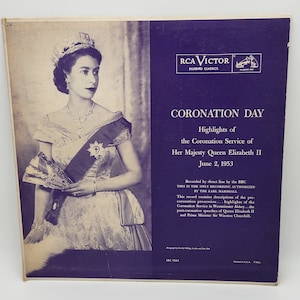 RCA VICTOR
CORONATION DAY
Highlights of
the Coronation Service of
Her Majesty Queen Elizabeth II
June 2, 1953
Recorded by direct line by the BBC
THIS IS THE ONLY RECORDING AUTHORIZED
BY THE EARL MARSHALL
This record contains descriptions of the pre-
coronation procession... highlights of the
Coronation Service in Westminster Abbey... the
post-coronation speeches of Queen Elizabeth II
and Prime Minister Sir Winston Churchill.